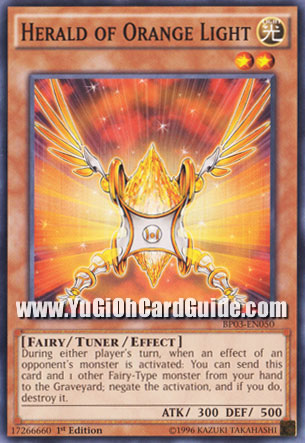 HERALD OF ORANGE LIGHT
光
www.YuGiOhCardGuide.com
BP03-EN050
[FAIRY/TUNER/EFFECT]
During either player's turn, when an effect of an
opponent's monster is activated: You can send
this card and 1 other Fairy-Type monster from your
hand to the Graveyard; negate the activation, and if you do,
destroy it.
ATK/ 300 DEF/ 500
17266660 1st Edition ©1996 KAZUKI TAKAHASHI